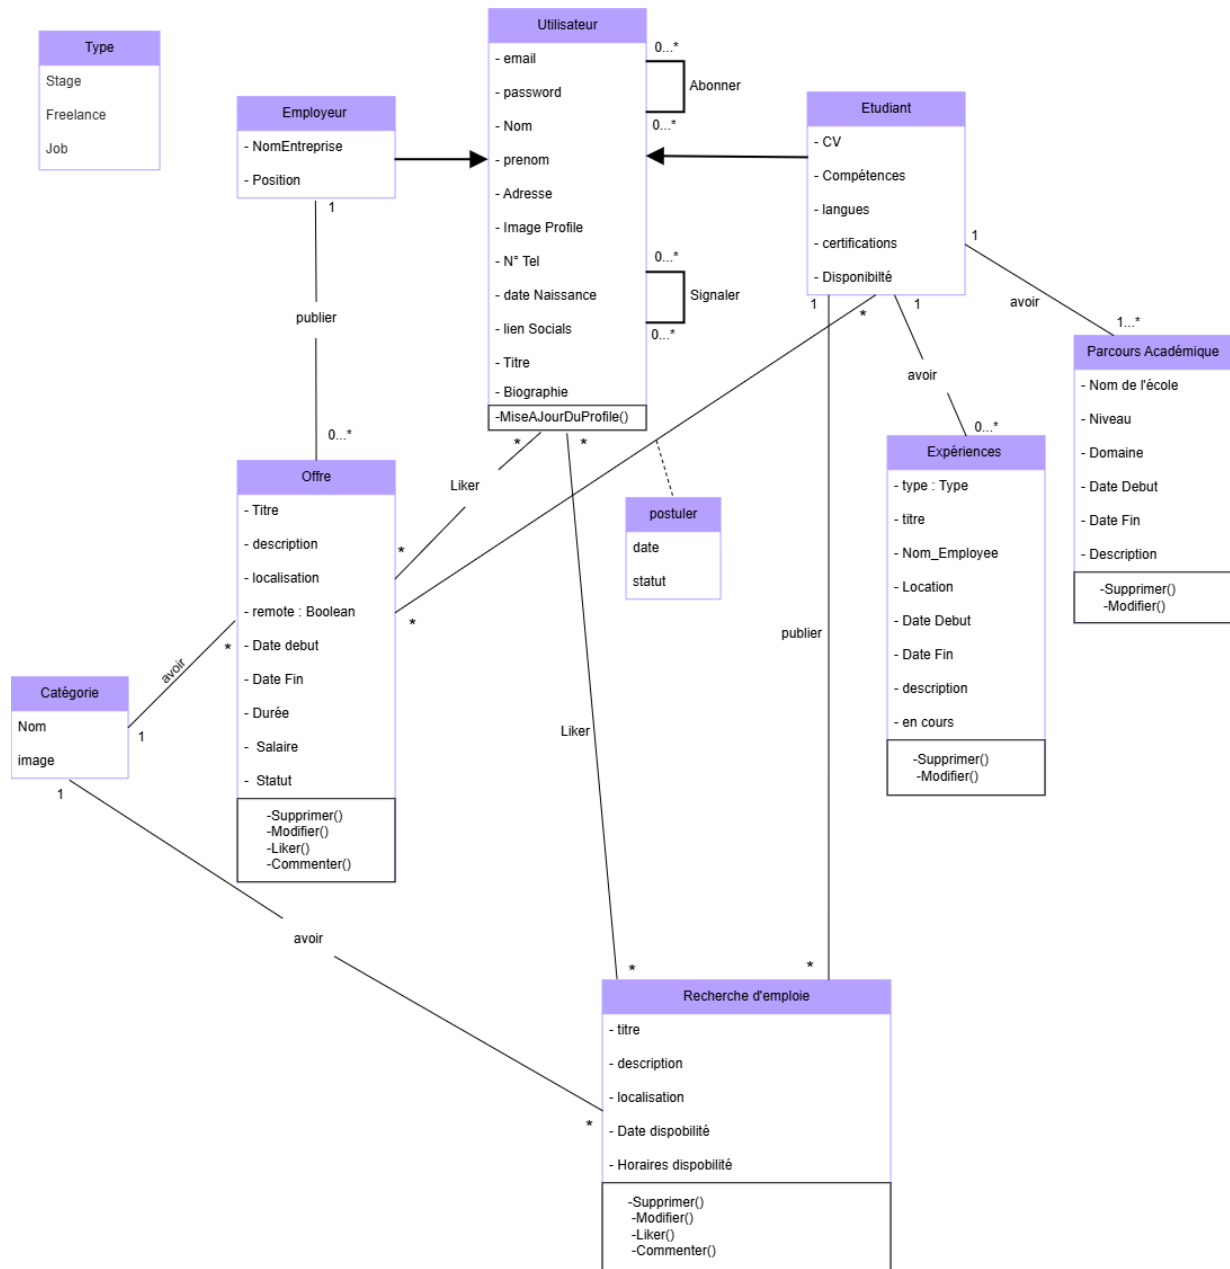 Type
Stage
Freelance
Job
Employeur
- NomEntreprise
- Position
1
publier
0...*
Utilisateur
- email
- password
- Nom
- prenom
- Adresse
- Image Profile
- N° Tel
- date Naissance
- lien Socials
- Titre
- Biographie
-MiseAJourDuProfile()
0...*
Abonner
0...*
0...*
Signaler
0...*
Etudiant
- CV
- Compétences
- langues
- certifications
- Disponibilté
1
avoir
1...*
1
*
1
avoir
0...*
Parcours Académique
- Nom de l'école
- Niveau
- Domaine
- Date Debut
- Date Fin
- Description
-Supprimer()
-Modifier()
Expériences
- type : Type
- titre
- Nom_Employee
- Location
- Date Debut
- Date Fin
- description
- en cours
-Supprimer()
-Modifier()
*
*
Liker
*
*
postuler
date
statut
Offre
- Titre
- description
- localisation
- remote : Boolean
- Date debut
- Date Fin
- Durée
- Salaire
- Statut
-Supprimer()
-Modifier()
-Liker()
-Commenter()
avoir
*
1
Catégorie
Nom
image
1
avoir
*
Liker
*
publier
*
Recherche d'emploie
- titre
- description
- localisation
- Date dispobilité
- Horaires dispobilité
-Supprimer()
-Modifier()
-Liker()
-Commenter()